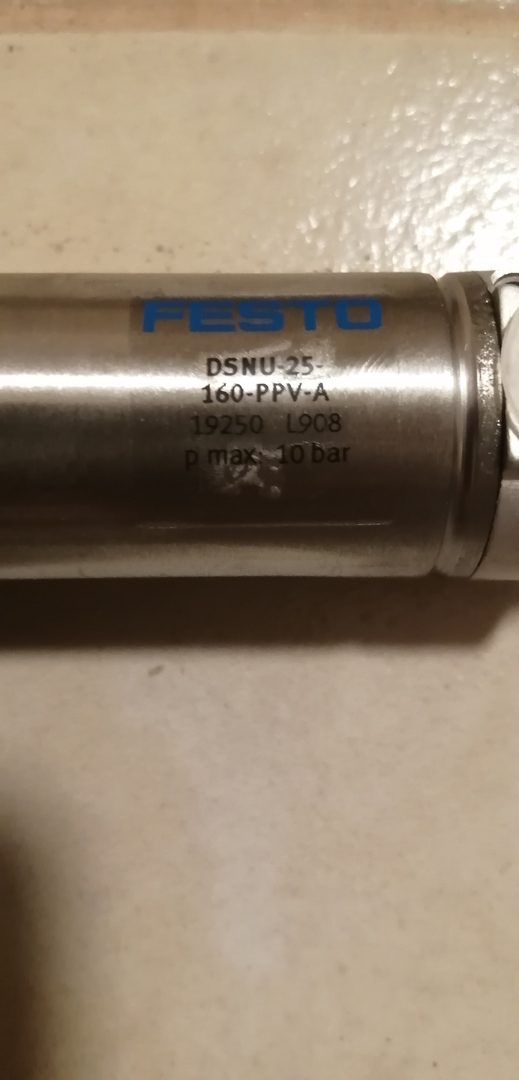 FESTO
DSNU-25-
160-PPV-A
19250 L908
p max: 10 bar